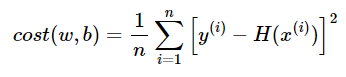 cost(w, b) = \frac{1}{n} \sum_{i=1}^{n} \left[ y^{(i)} - H(x^{(i)}) \right]^2